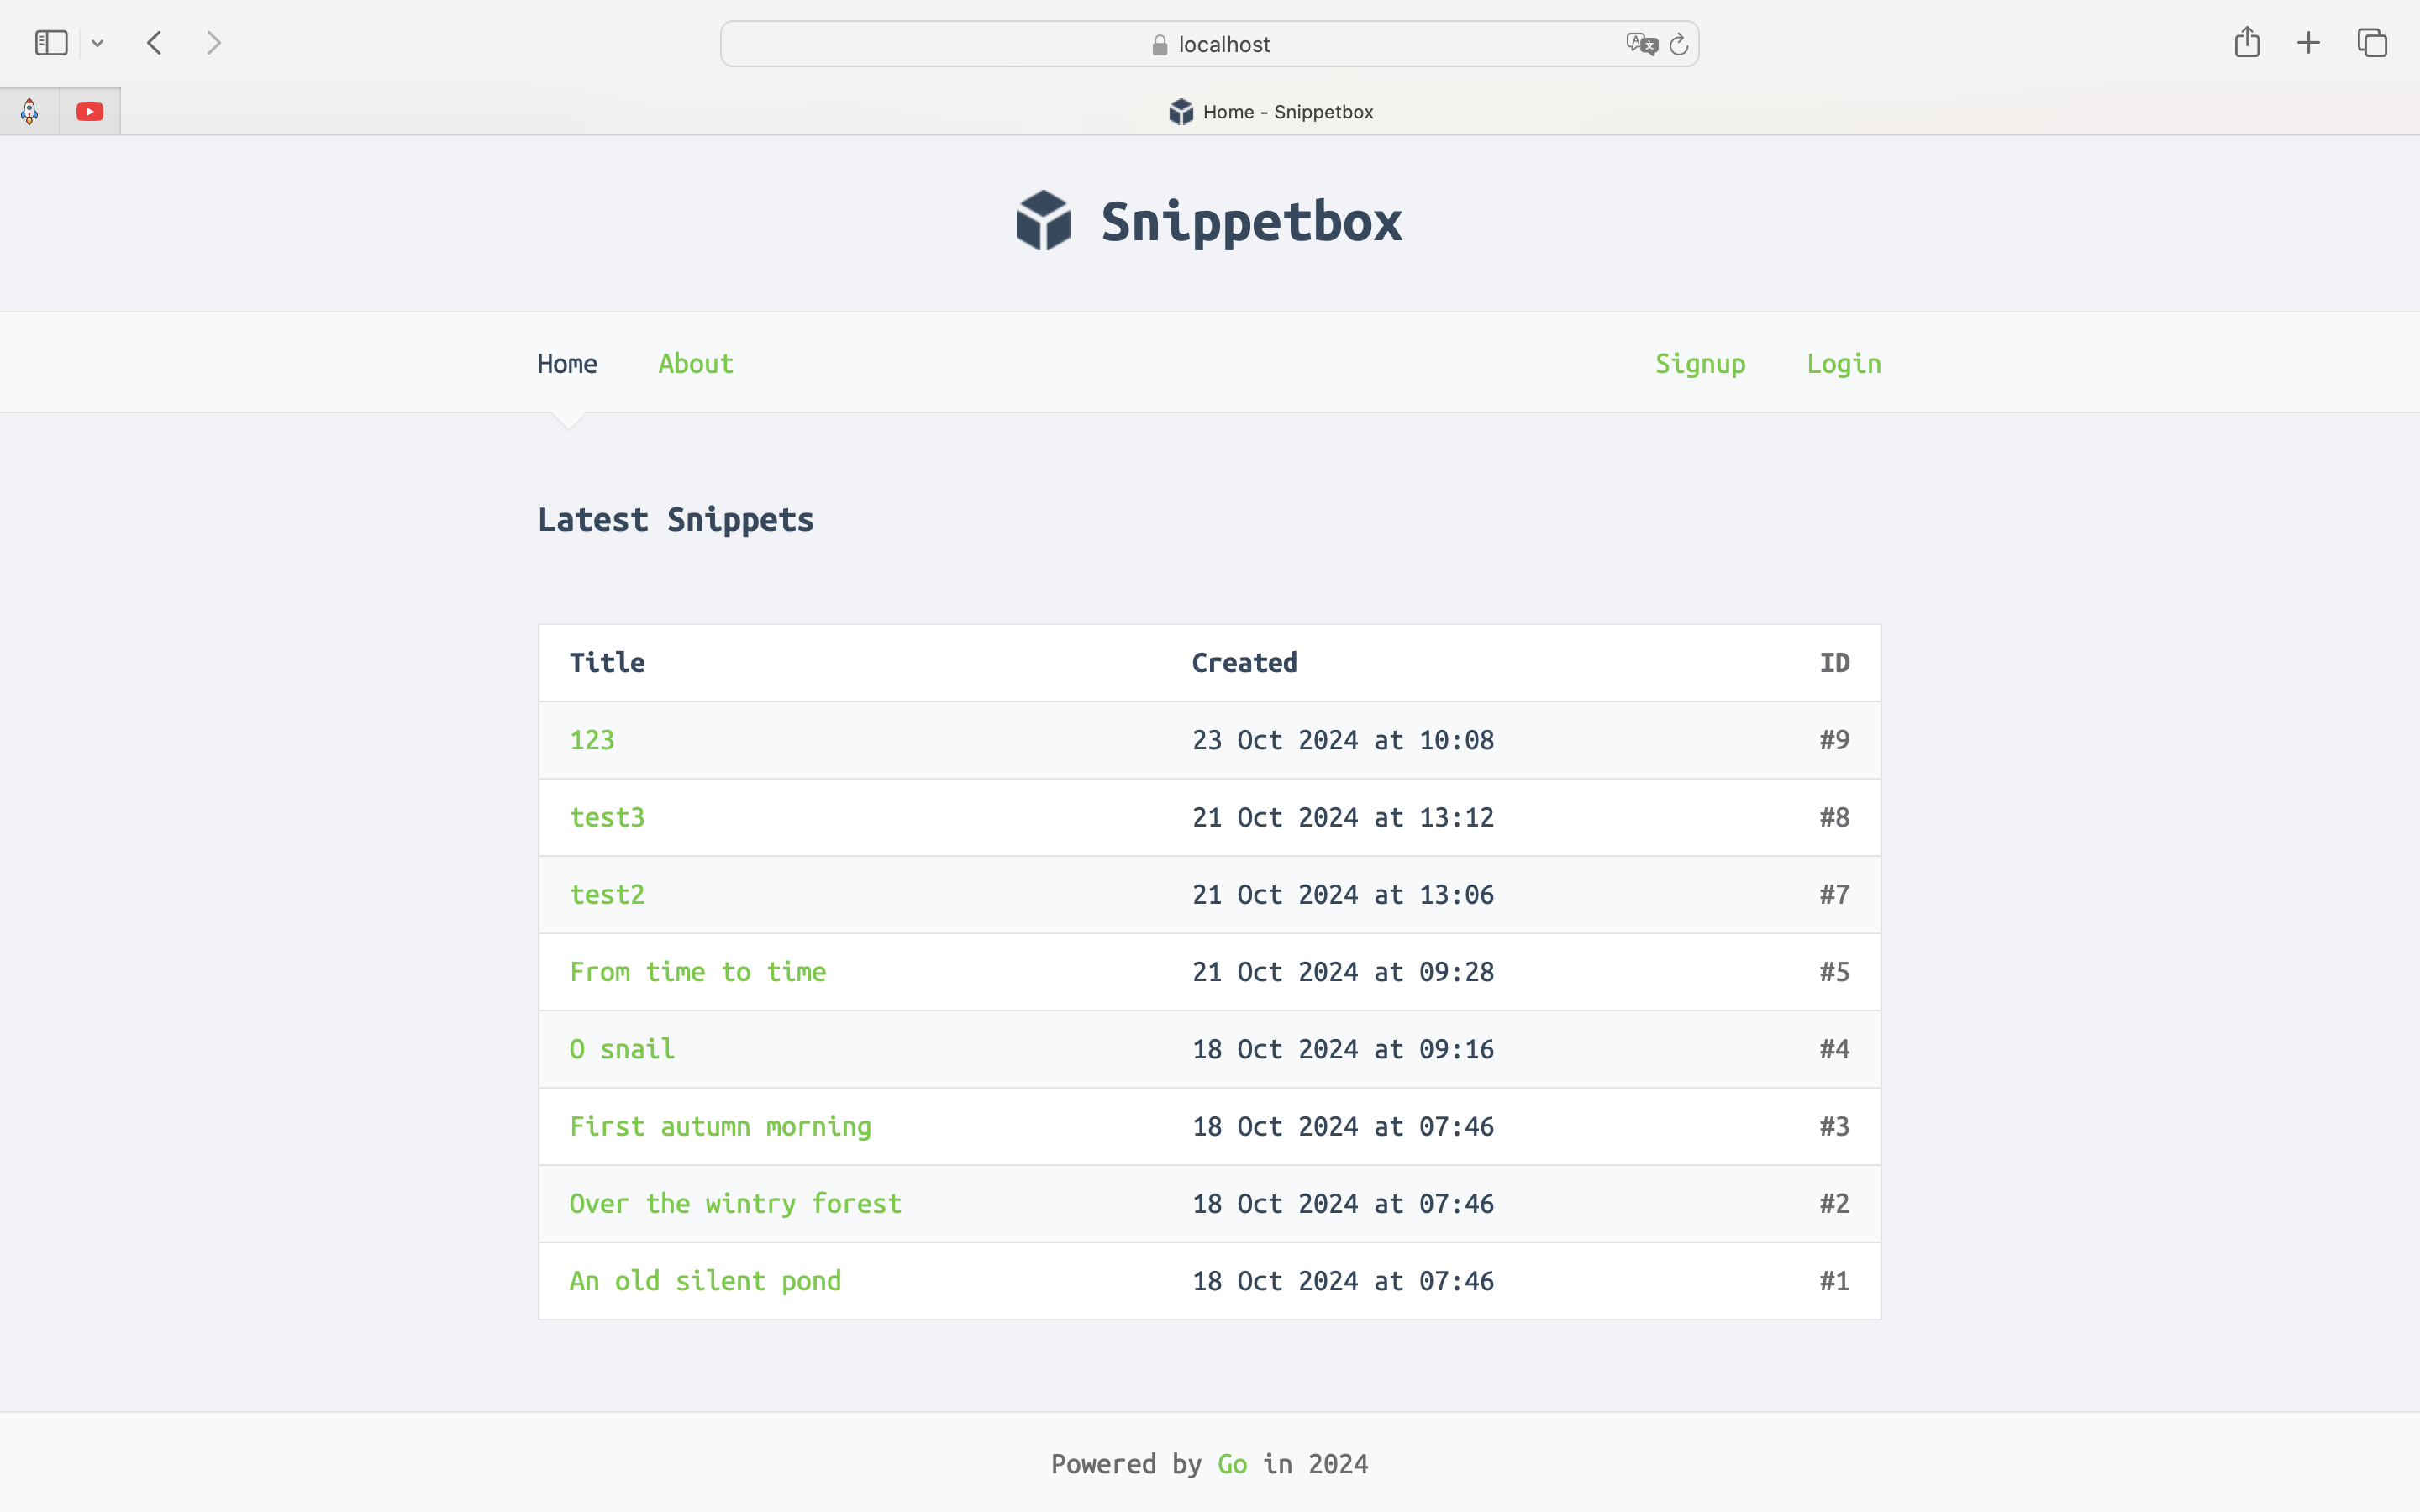 localhost
Home - Snippetbox
Snippetbox
Home About Signup Login
Latest Snippets
Title Created ID
123 23 Oct 2024 at 10:08 #9
test3 21 Oct 2024 at 13:12 #8
test2 21 Oct 2024 at 13:06 #7
From time to time 21 Oct 2024 at 09:28 #5
O snail 18 Oct 2024 at 09:16 #4
First autumn morning 18 Oct 2024 at 07:46 #3
Over the wintry forest 18 Oct 2024 at 07:46 #2
An old silent pond 18 Oct 2024 at 07:46 #1
Powered by Go in 2024